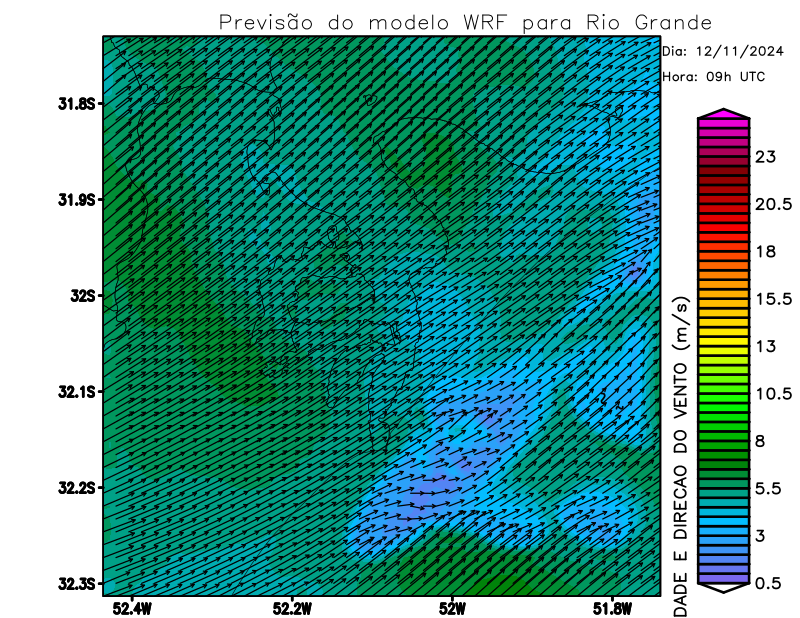 Previsão do modelo WRF para Rio Grande
Dia: 12/11/2024
Hora: 09h UTC
31.8S
31.9S
32S
32.1S
32.2S
32.3S
52.4W
52.2W
52W
51.8W
23
20.5
18
15.5
13
10.5
8
5.5
3
0.5
DADE E DIRECAO DO VENTO (m/s)